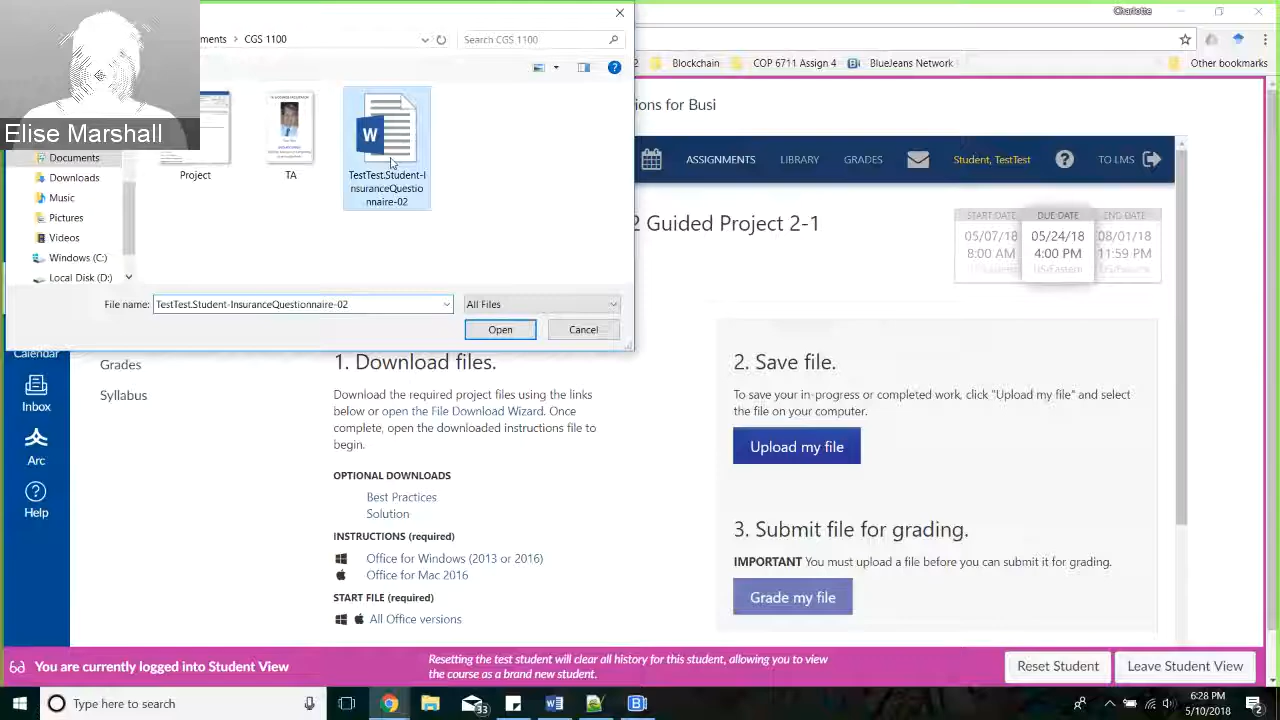 Charlotte
ments > CGS 1100
Search CGS 1100
2 Blockchain COP 6711 Assign 4 BlueJeans Network Other bookmarks
ions for Busi
Elise Marshall
Documents
Downloads
Music
Pictures
Videos
Windows (C:)
Local Disk (D:)
Project
TA
W
TestTest.Student-I
nsuranceQuestio
nnaire-02
File name: TestTest.Student-InsuranceQuestionnaire-02
All Files
Open
Cancel
ASSIGNMENTS LIBRARY GRADES Student, TestTest TO LMS
2 Guided Project 2-1
START DATE DUE DATE END DATE
05/07/18 05/24/18 08/01/18
8:00 AM 4:00 PM 11:59 PM
US/Eastern
Calendar
Inbox
Arc
Help
Grades
Syllabus
1. Download files.
Download the required project files using the links
below or open the File Download Wizard. Once
complete, open the downloaded instructions file to
begin.
OPTIONAL DOWNLOADS
Best Practices
Solution
INSTRUCTIONS (required)
Office for Windows (2013 or 2016)
Office for Mac 2016
START FILE (required)
All Office versions
2. Save file.
To save your in-progress or completed work, click "Upload my file" and select
the file on your computer.
Upload my file
3. Submit file for grading.
IMPORTANT You must upload a file before you can submit it for grading.
Grade my file
You are currently logged into Student View
Resetting the test student will clear all history for this student, allowing you to view
the course as a brand new student.
Reset Student
Leave Student View
Type here to search
33
6:28 PM
5/10/2018
2